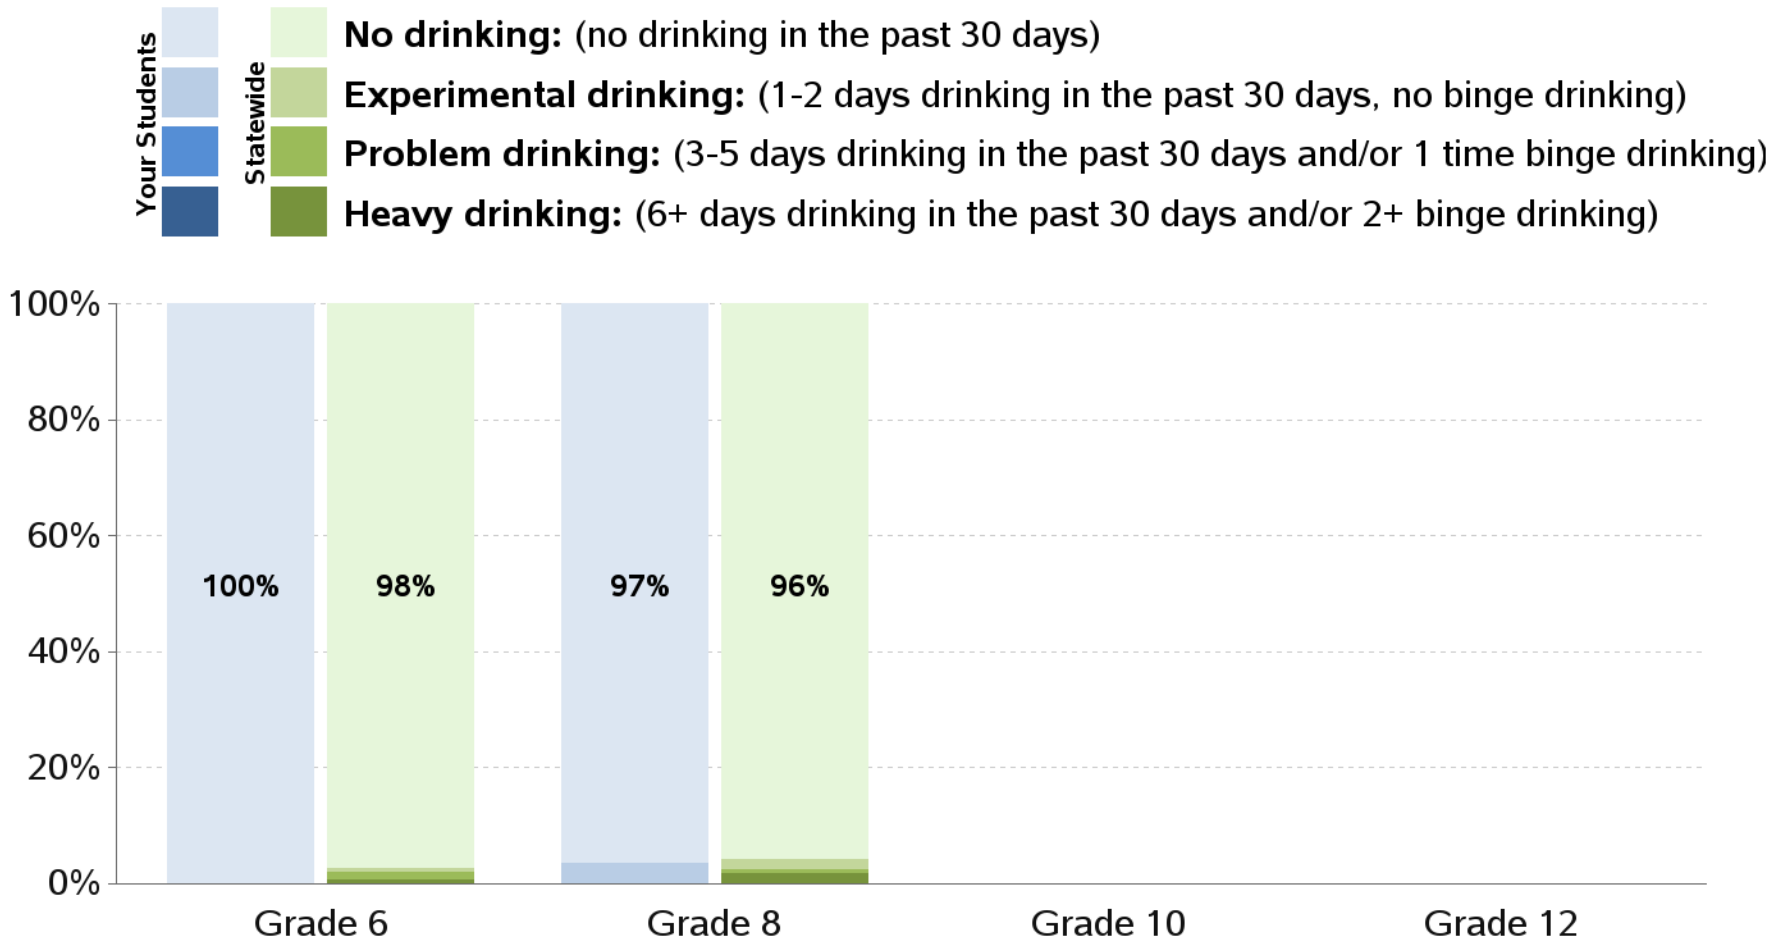 Your Students
Statewide
No drinking: (no drinking in the past 30 days)
Experimental drinking: (1-2 days drinking in the past 30 days, no binge drinking)
Problem drinking: (3-5 days drinking in the past 30 days and/or 1 time binge drinking)
Heavy drinking: (6+ days drinking in the past 30 days and/or 2+ binge drinking)
100%
80%
60%
40%
20%
0%
100%
98%
97%
96%
Grade 6
Grade 8
Grade 10
Grade 12